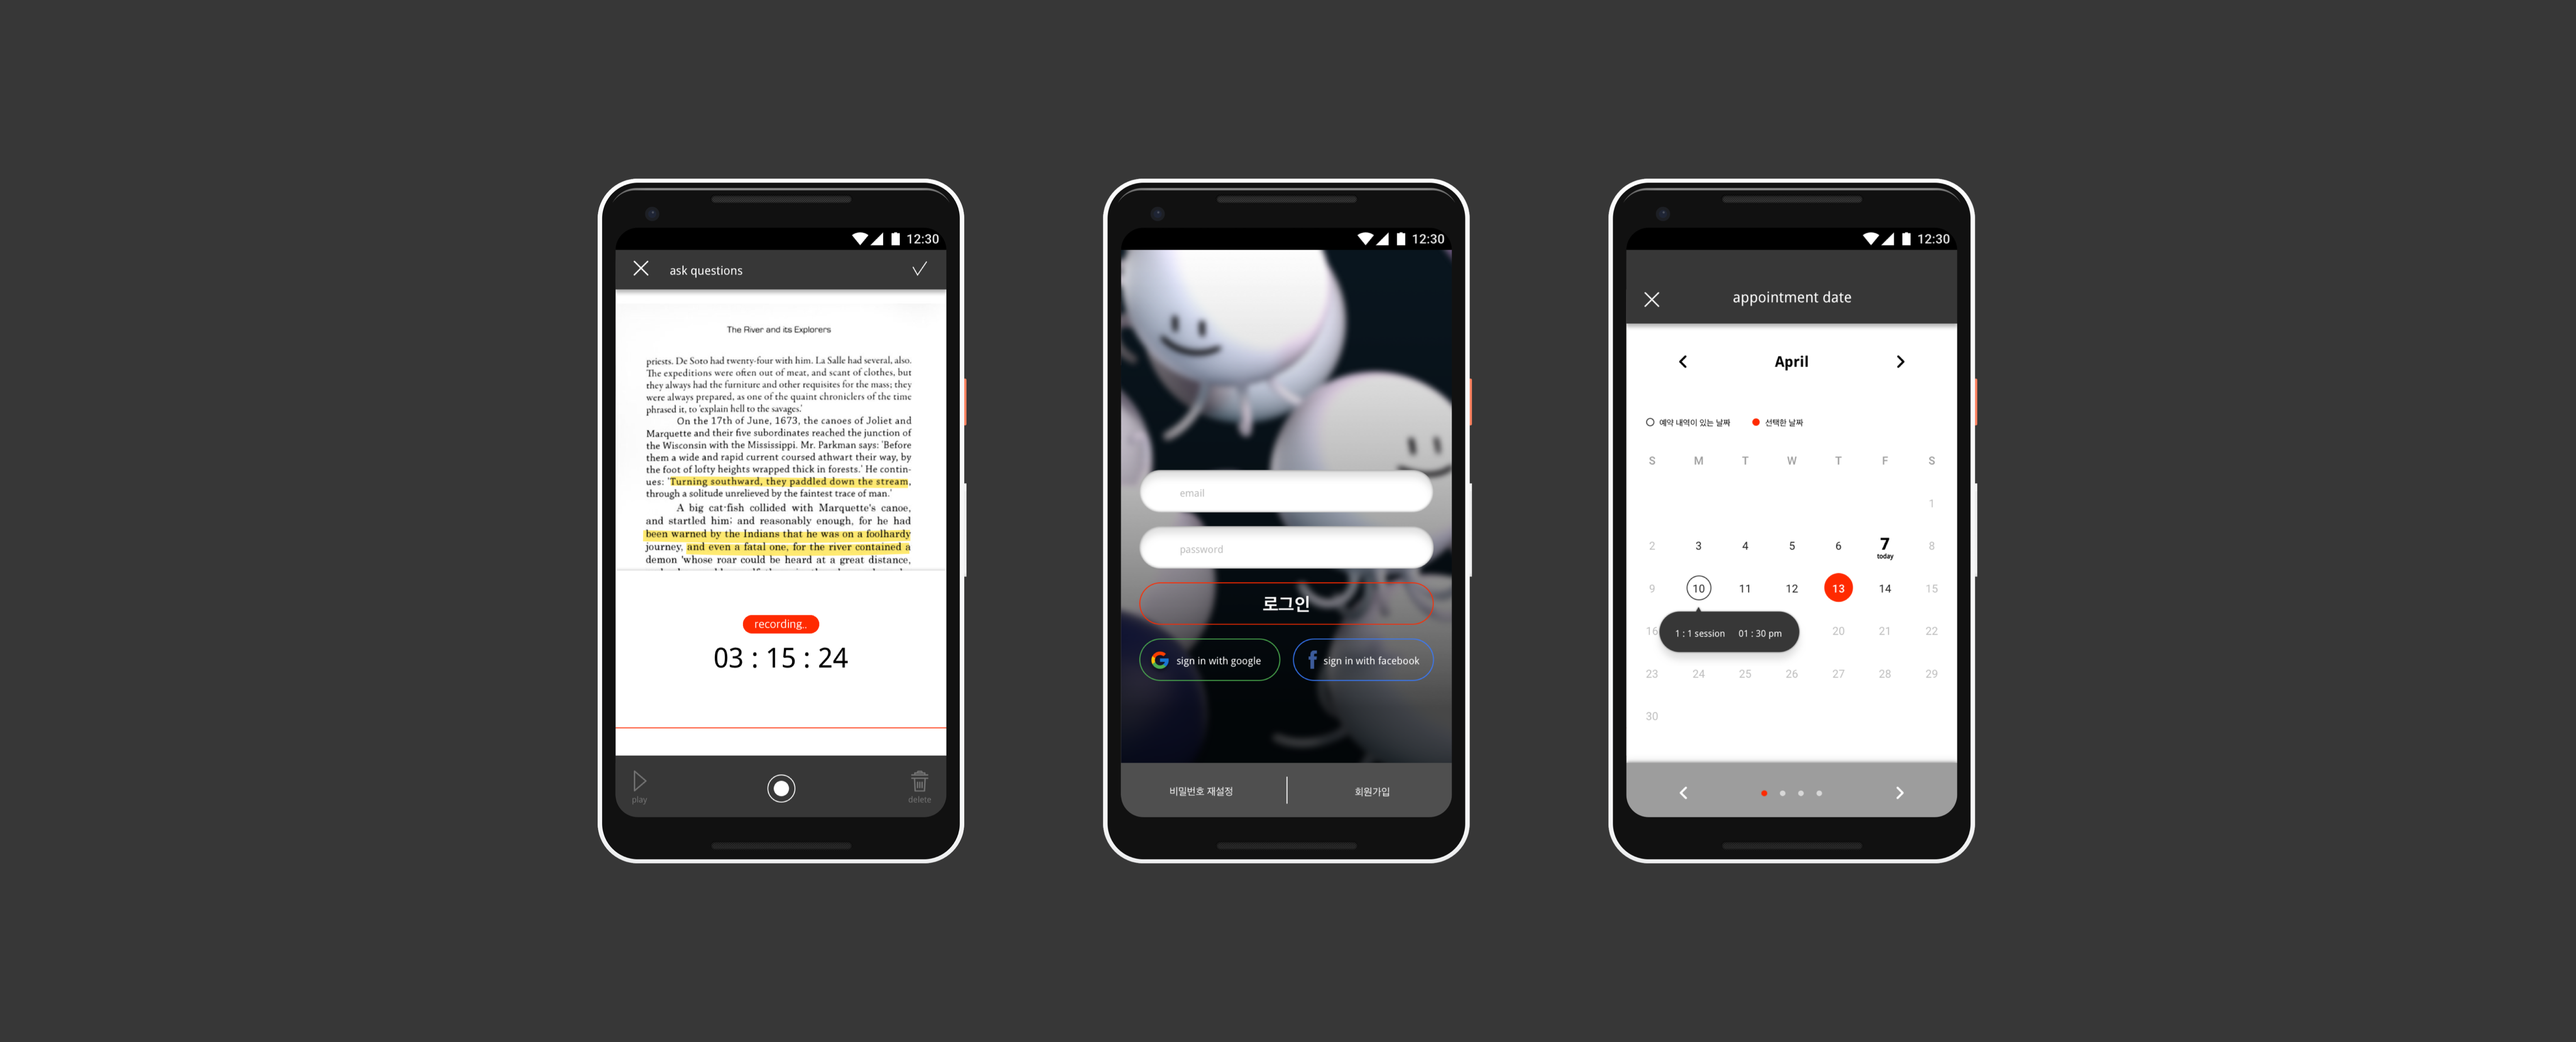 12:30
ask questions
The River and its Explorers
priests. De Soto had twenty-four with him. La Salle had several, also.
The expeditions were often out of meat, and scant of clothes, but
they always had the furniture and other requisites for the mass; they
were always prepared, as one of the quaint chroniclers of the time
phrased it, to 'explain hell to the savages.'
On the 17th of June, 1673, the canoes of Joliet and
Marquette and their five subordinates reached the junction of
the Wisconsin with the Mississippi. Mr. Parkman says: 'Before
them a wide and rapid current coursed athwart their way, by
the foot of lofty heights wrapped thick in forests.' He contin-
ues: 'Turning southward, they paddled down the stream,
through a solitude unrelieved by the faintest trace of man.'
A big cat-fish collided with Marquette's canoe,
and startled him; and reasonably enough, for he had
been warned by the Indians that he was on a foolhardy
journey, and even a fatal one, for the river contained a
demon 'whose roar could be heard at a great distance,
recording..
03 : 15 : 24
play
delete
12:30
email
password
로그인
sign in with google
sign in with facebook
비밀번호 재설정
회원가입
12:30
appointment date
April
예약 내역이 있는 날짜 선택한 날짜
S M T W T F S
1
2 3 4 5 6 7 8
today
9 10 11 12 13 14 15
16 20 21 22
1 : 1 session 01 : 30 pm
23 24 25 26 27 28 29
30